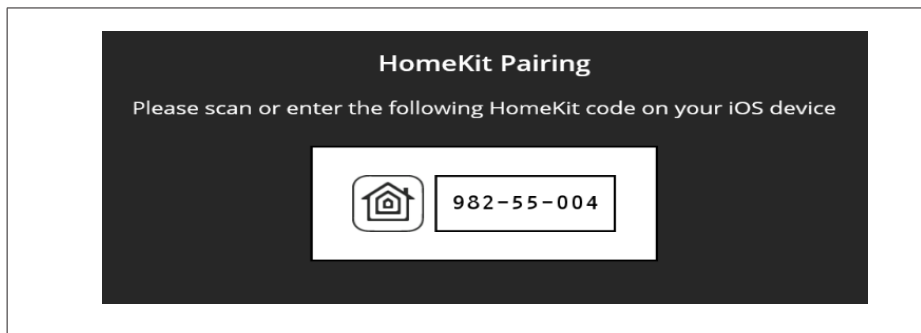 HomeKit Pairing
Please scan or enter the following HomeKit code on your iOS device
982-55-004